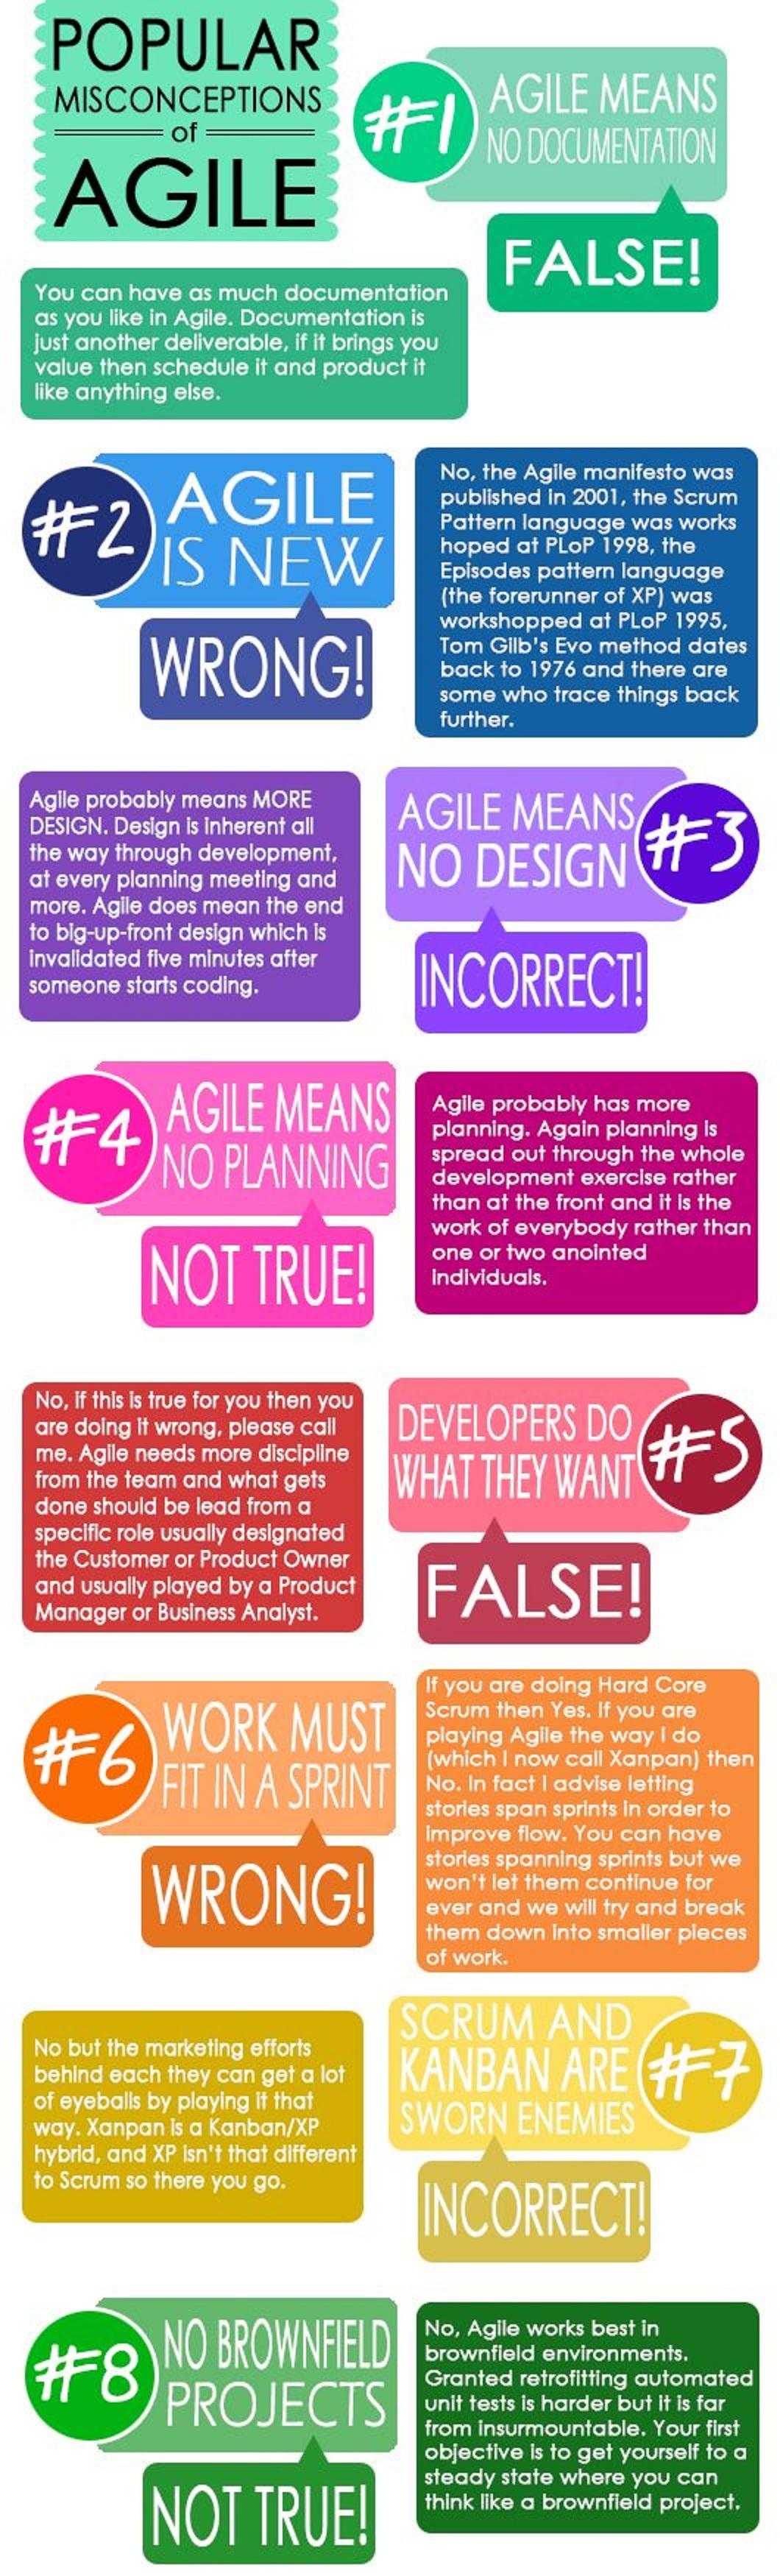 POPULAR
MISCONCEPTIONS
of
AGILE
#1
AGILE MEANS
NO DOCUMENTATION
FALSE!
You can have as much documentation
as you like in Agile. Documentation is
just another deliverable, if it brings you
value then schedule it and product it
like anything else.
#2
AGILE
IS NEW
WRONG!
No, the Agile manifesto was
published in 2001, the Scrum
Pattern language was works
hoped at PLoP 1998, the
Episodes pattern language
(the forerunner of XP) was
workshopped at PLoP 1995,
Tom Gilb's Evo method dates
back to 1976 and there are
some who trace things back
further.
AGILE MEANS
NO DESIGN
#3
INCORRECT!
Agile probably means MORE
DESIGN. Design is inherent all
the way through development,
at every planning meeting and
more. Agile does mean the end
to big-up-front design which is
invalidated five minutes after
someone starts coding.
#4
AGILE MEANS
NO PLANNING
NOT TRUE!
Agile probably has more
planning. Again planning is
spread out through the whole
development exercise rather
than at the front and it is the
work of everybody rather than
one or two anointed
individuals.
DEVELOPERS DO
WHAT THEY WANT
#5
FALSE!
No, if this is true for you then you
are doing it wrong, please call
me. Agile needs more discipline
from the team and what gets
done should be lead from a
specific role usually designated
the Customer or Product Owner
and usually played by a Product
Manager or Business Analyst.
#6
WORK MUST
FIT IN A SPRINT
WRONG!
If you are doing Hard Core
Scrum then Yes. If you are
playing Agile the way I do
(which I now call Xanpan) then
No. In fact I advise letting
stories span sprints in order to
improve flow. You can have
stories spanning sprints but we
won't let them continue for
ever and we will try and break
them down into smaller pieces
of work.
SCRUM AND
KANBAN ARE
SWORN ENEMIES
#7
INCORRECT!
No but the marketing efforts
behind each they can get a lot
of eyeballs by playing it that
way. Xanpan is a Kanban/XP
hybrid, and XP isn't that different
to Scrum so there you go.
#8
NO BROWNFIELD
PROJECTS
NOT TRUE!
No, Agile works best in
brownfield environments.
Granted retrofitting automated
unit tests is harder but it is far
from insurmountable. Your first
objective is to get yourself to a
steady state where you can
think like a brownfield project.